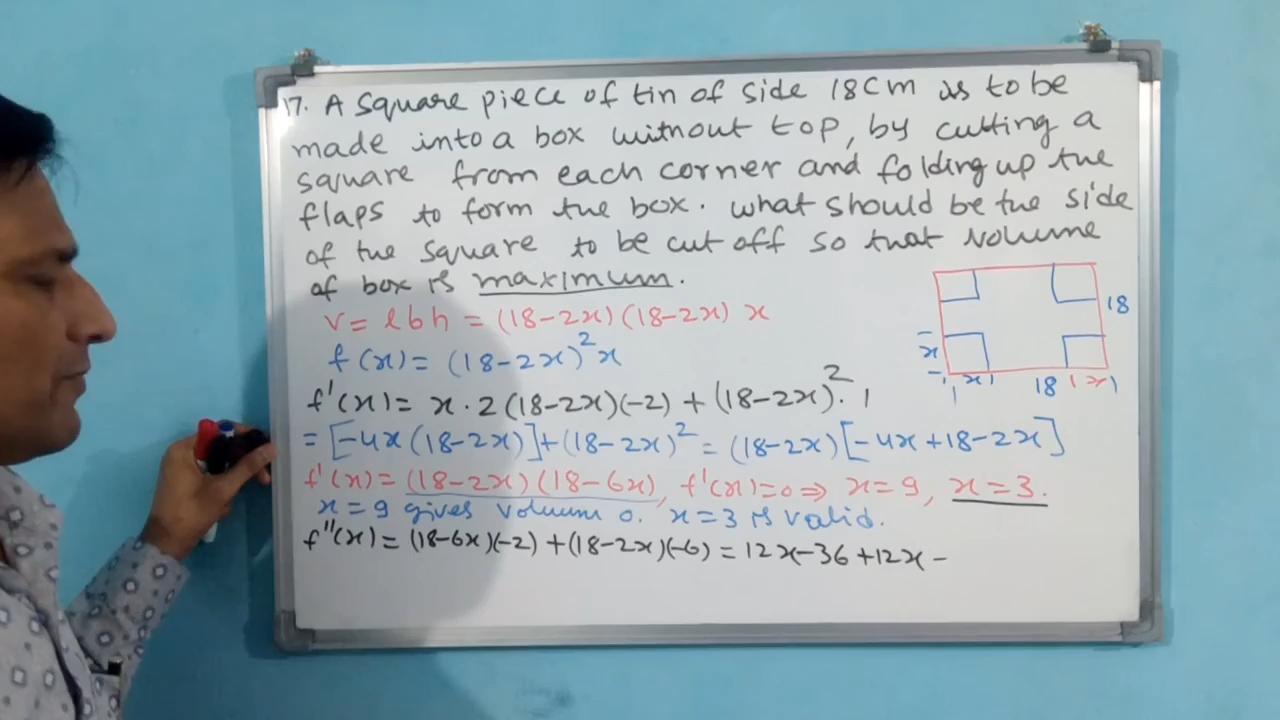 17. A square piece of tin of side 18cm is to be
made into a box without top, by cutting a
square from each corner and folding up the
flaps to form the box. what should be the side
of the square to be cut off so that volume
of box is maximum.
V = lbh = (18-2x)(18-2x) x
f(x) = (18-2x)²x
f'(x) = x·2(18-2x)(-2) + (18-2x)²·1
= [-4x(18-2x)]+(18-2x)² = (18-2x)[-4x+18-2x]
f'(x) = (18-2x)(18-6x), f'(x)=0 ⇒ x=9, x=3.
x=9 gives volume 0. x=3 is valid.
f''(x) = (18-6x)(-2) + (18-2x)(-6) = 12x-36+12x-
18
x
x
18
x